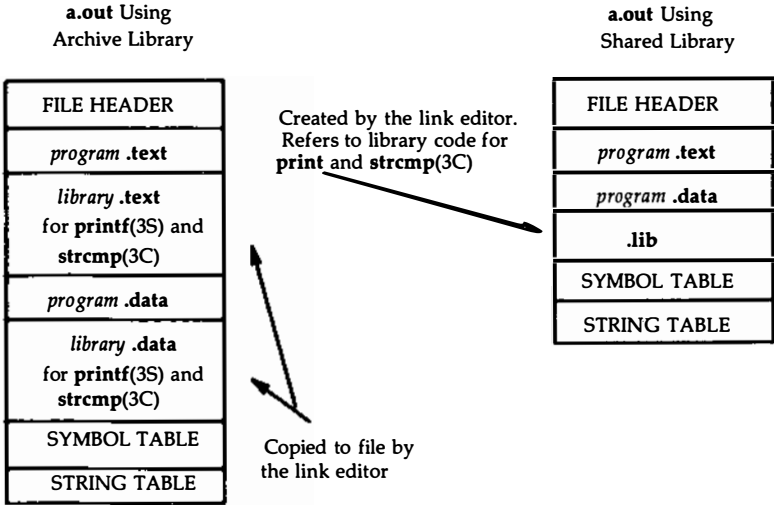 a.out Using
Archive Library
FILE HEADER
program .text
library .text
for printf(3S) and
strcmp(3C)
program .data
library .data
for printf(3S) and
strcmp(3C)
SYMBOL TABLE
STRING TABLE
Created by the link editor.
Refers to library code for
print and strcmp(3C)
Copied to file by
the link editor
a.out Using
Shared Library
FILE HEADER
program .text
program .data
.lib
SYMBOL TABLE
STRING TABLE